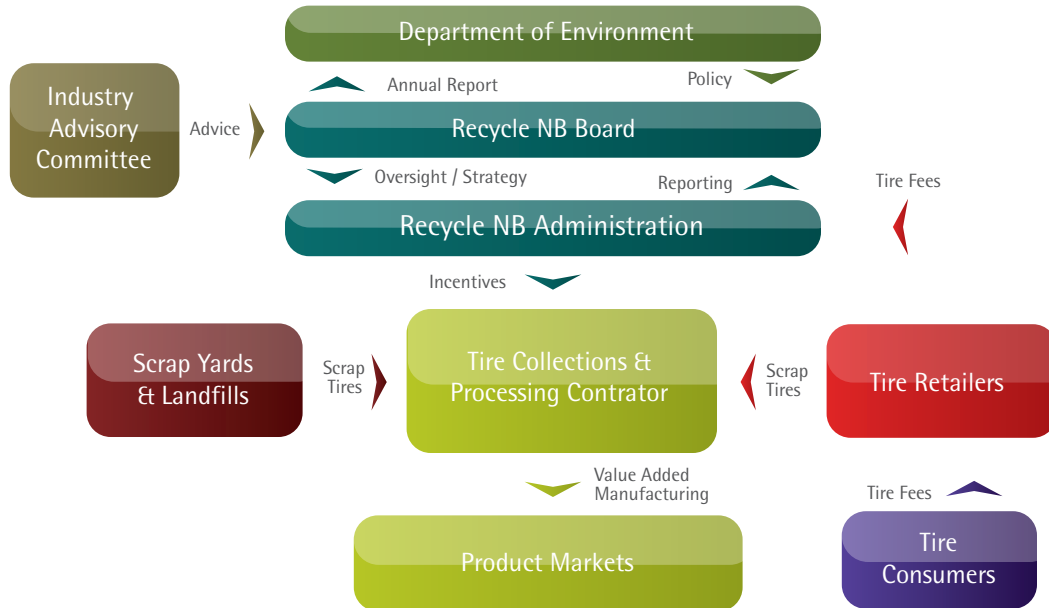 Department of Environment
Annual Report
Policy
Industry
Advisory
Committee
Advice
Recycle NB Board
Oversight / Strategy
Reporting
Tire Fees
Recycle NB Administration
Incentives
Scrap Yards
& Landfills
Scrap
Tires
Tire Collections &
Processing Contrator
Scrap
Tires
Tire Retailers
Value Added
Manufacturing
Tire Fees
Product Markets
Tire
Consumers